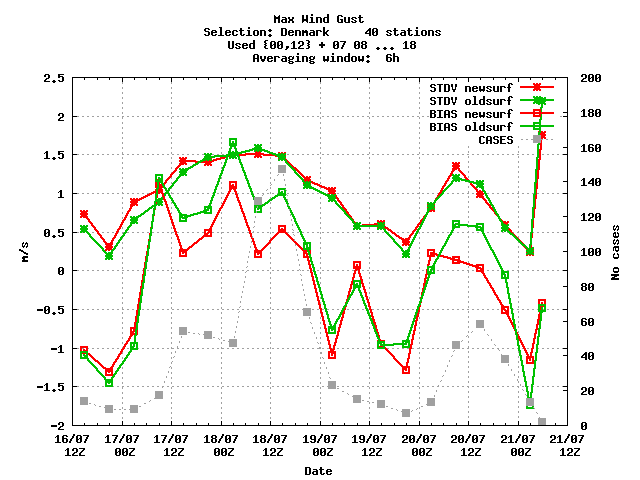 Max Wind Gust
Selection: Denmark 40 stations
Used {00,12} + 07 08 ... 18
Averaging window: 6h
2.5
2
1.5
1
0.5
0
-0.5
-1
-1.5
-2
m/s
200
180
160
140
120
100
80
60
40
20
0
No cases
STDV newsurf
STDV oldsurf
BIAS newsurf
BIAS oldsurf
CASES
16/07 17/07 17/07 18/07 18/07 19/07 19/07 20/07 20/07 21/07 21/07
12Z 00Z 12Z 00Z 12Z 00Z 12Z 00Z 12Z 00Z 12Z
Date